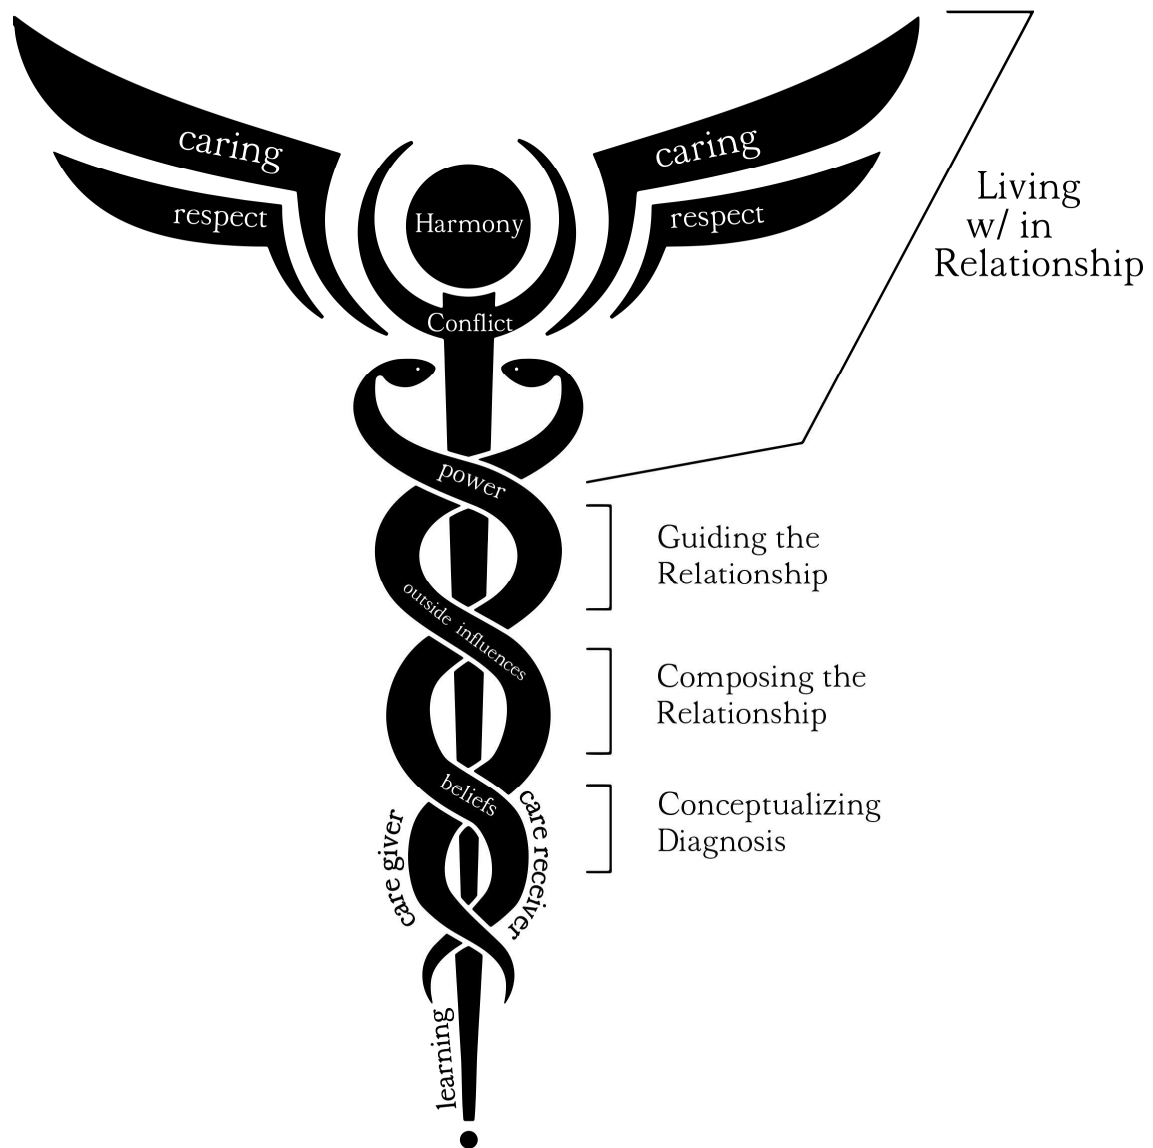 caring
caring
respect
respect
Harmony
Living
w/ in
Relationship
Conflict
power
Guiding the
Relationship
outside influences
Composing the
Relationship
beliefs
Conceptualizing
Diagnosis
care giver
care receiver
learning